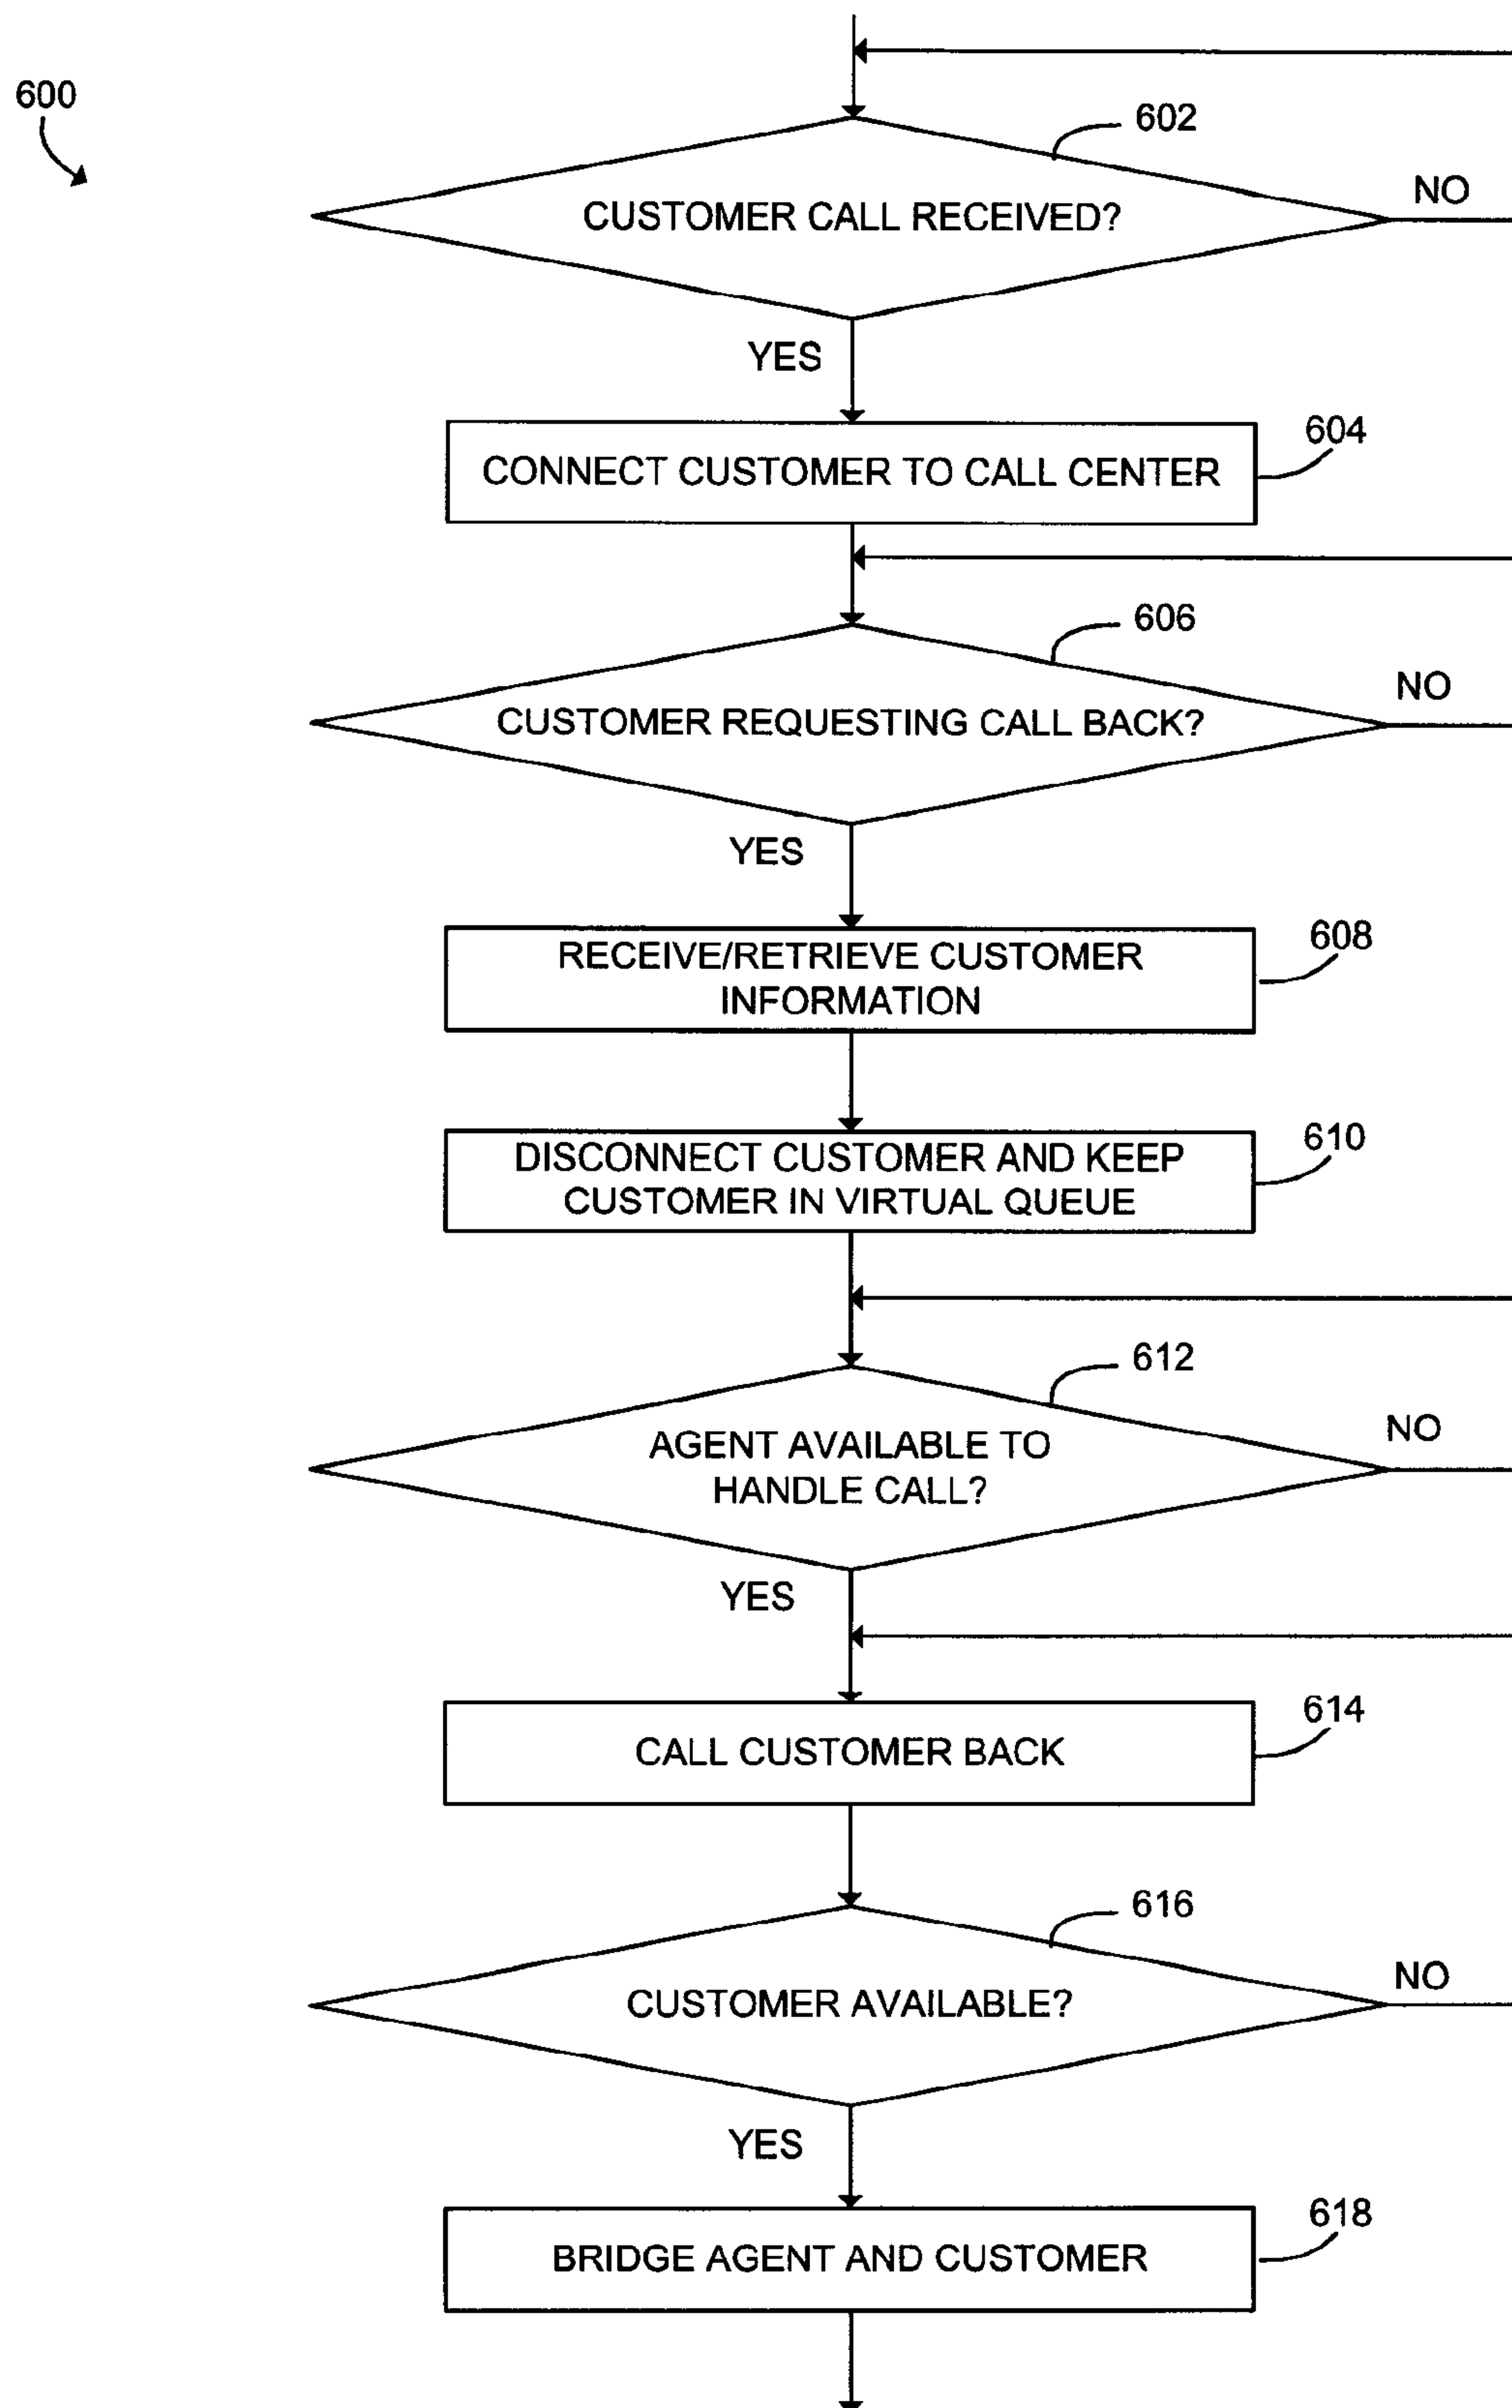 600
602
CUSTOMER CALL RECEIVED?
NO
YES
CONNECT CUSTOMER TO CALL CENTER
604
606
CUSTOMER REQUESTING CALL BACK?
NO
YES
RECEIVE/RETRIEVE CUSTOMER
INFORMATION
608
DISCONNECT CUSTOMER AND KEEP
CUSTOMER IN VIRTUAL QUEUE
610
612
AGENT AVAILABLE TO
HANDLE CALL?
NO
YES
CALL CUSTOMER BACK
614
616
CUSTOMER AVAILABLE?
NO
YES
BRIDGE AGENT AND CUSTOMER
618